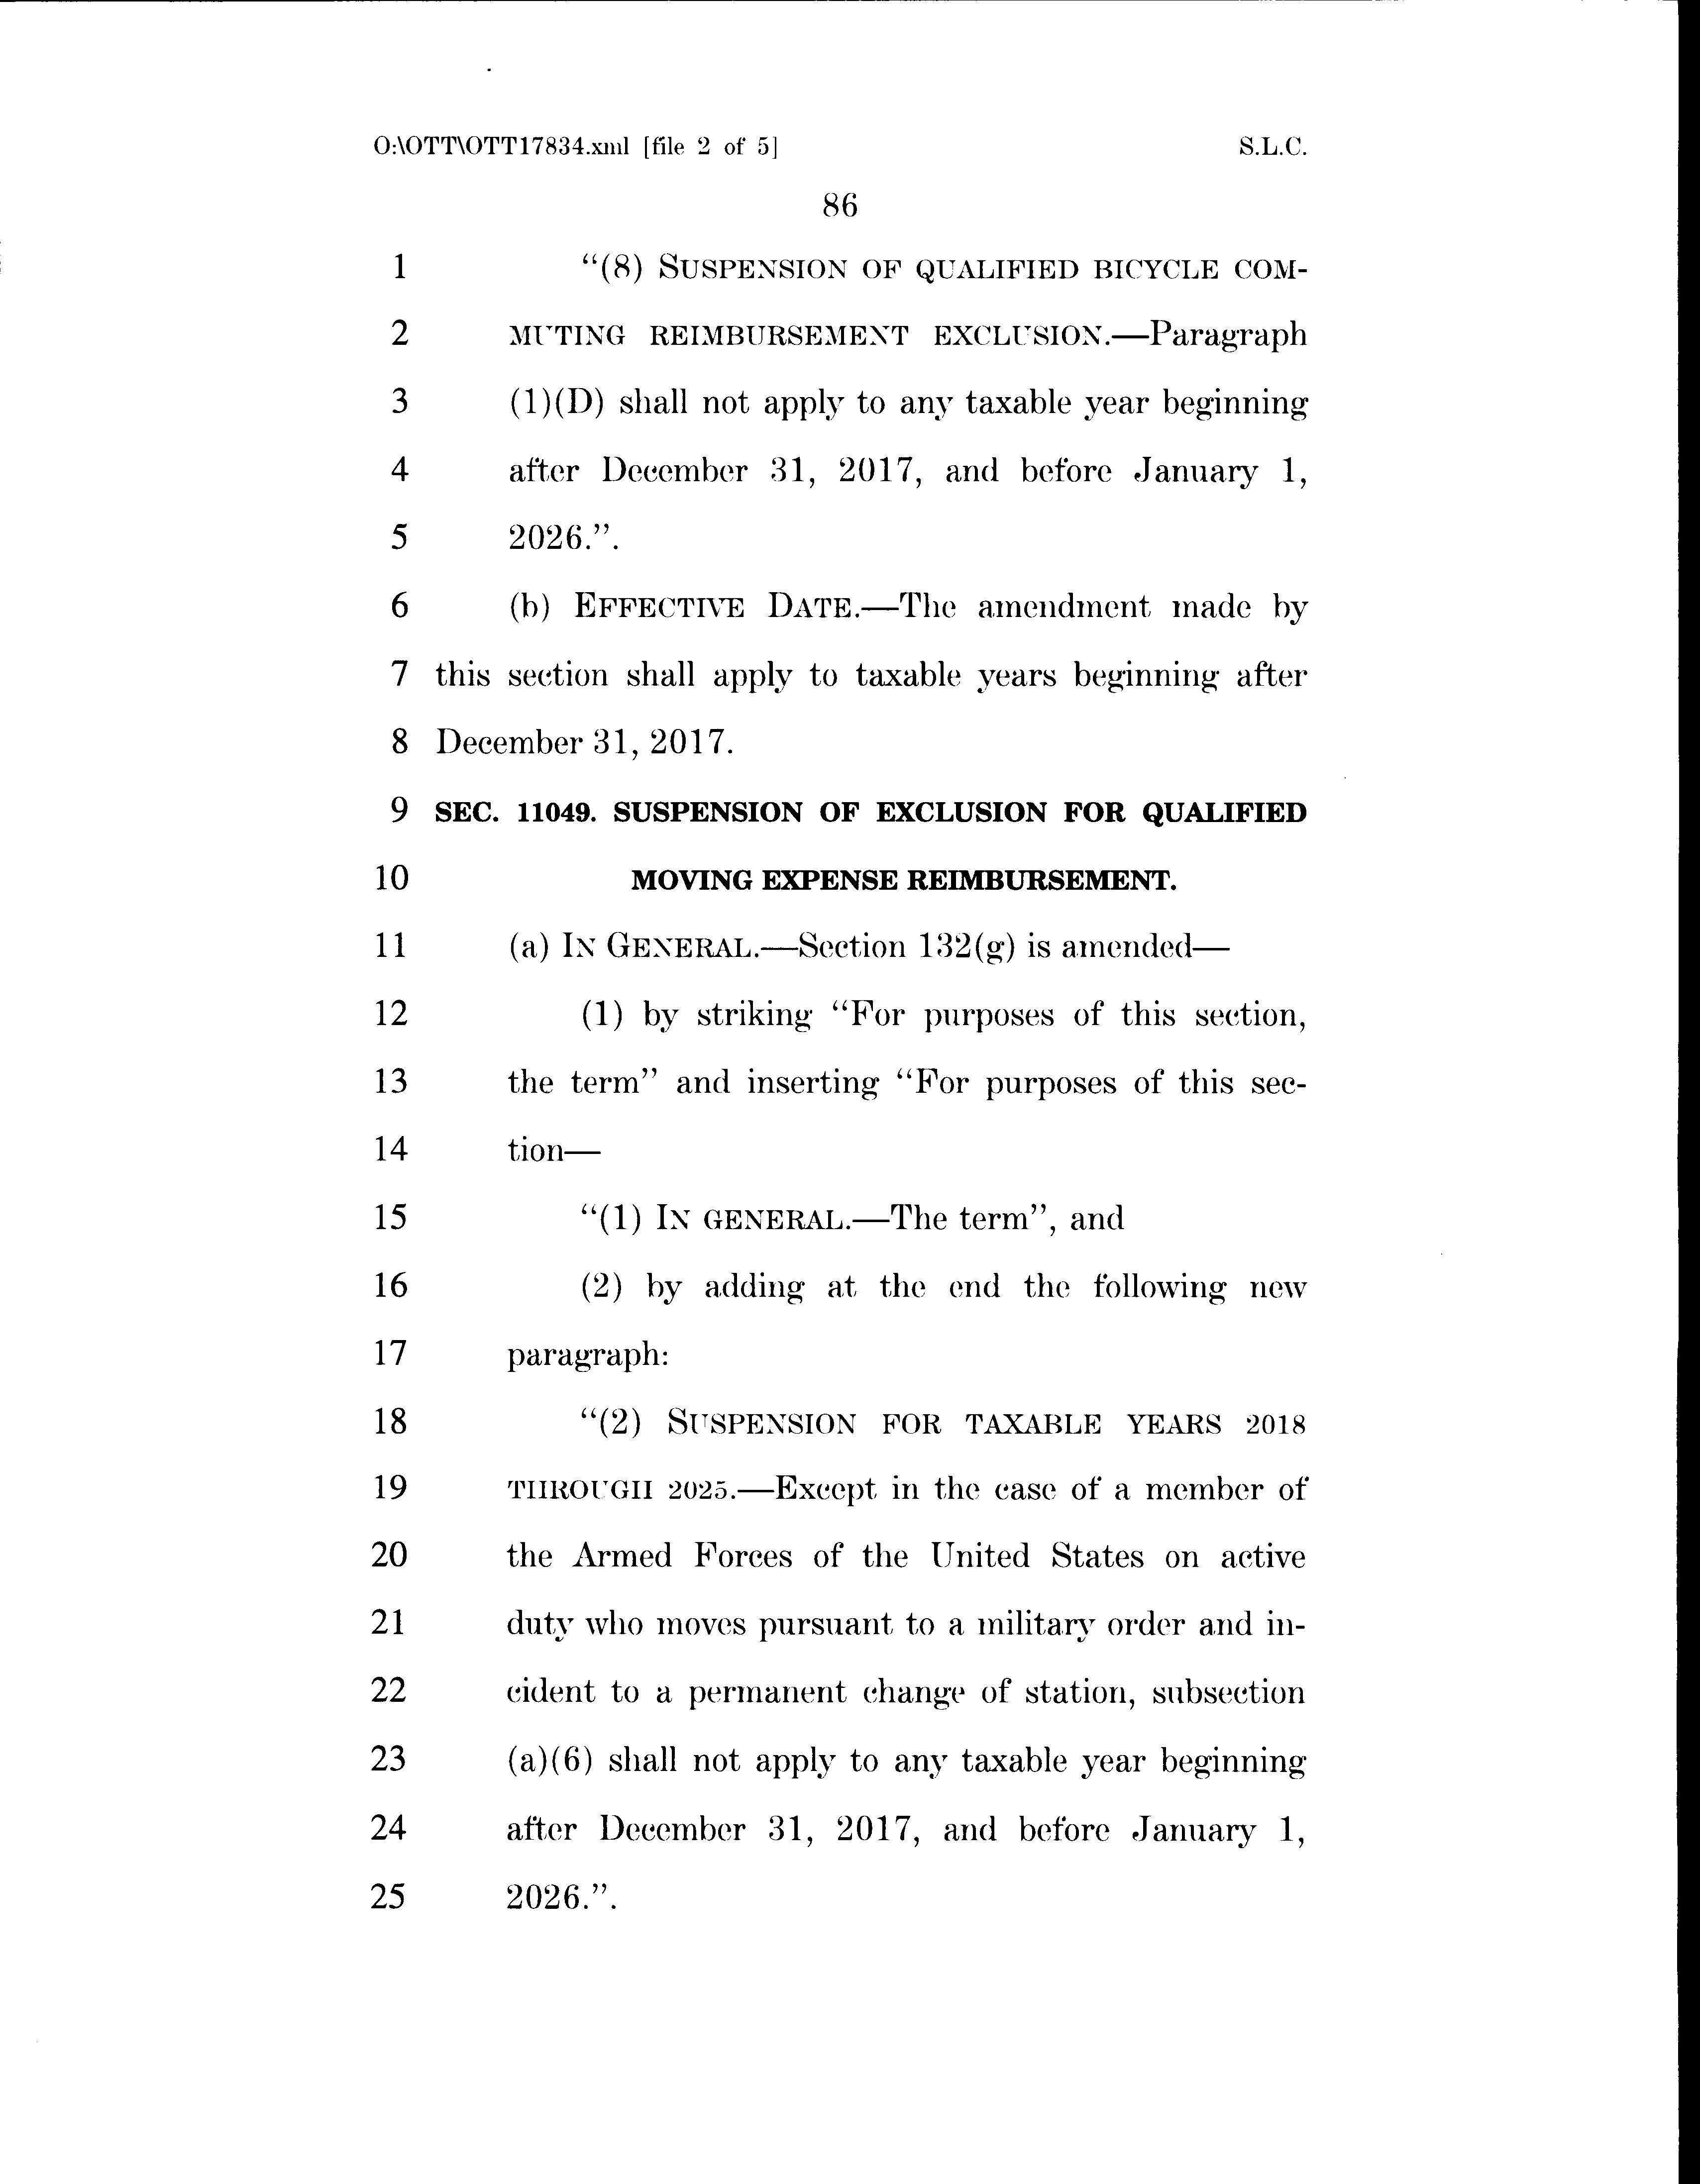 O:\OTT\OTT17834.xml [file 2 of 5] S.L.C.
86
1 “(8) SUSPENSION OF QUALIFIED BICYCLE COM-
2 MUTING REIMBURSEMENT EXCLUSION.—Paragraph
3 (1)(D) shall not apply to any taxable year beginning
4 after December 31, 2017, and before January 1,
5 2026.”.
6 (b) EFFECTIVE DATE.—The amendment made by
7 this section shall apply to taxable years beginning after
8 December 31, 2017.
9 SEC. 11049. SUSPENSION OF EXCLUSION FOR QUALIFIED
10 MOVING EXPENSE REIMBURSEMENT.
11 (a) IN GENERAL.—Section 132(g) is amended—
12 (1) by striking “For purposes of this section,
13 the term” and inserting “For purposes of this sec-
14 tion—
15 “(1) IN GENERAL.—The term”, and
16 (2) by adding at the end the following new
17 paragraph:
18 “(2) SUSPENSION FOR TAXABLE YEARS 2018
19 THROUGH 2025.—Except in the case of a member of
20 the Armed Forces of the United States on active
21 duty who moves pursuant to a military order and in-
22 cident to a permanent change of station, subsection
23 (a)(6) shall not apply to any taxable year beginning
24 after December 31, 2017, and before January 1,
25 2026.”.